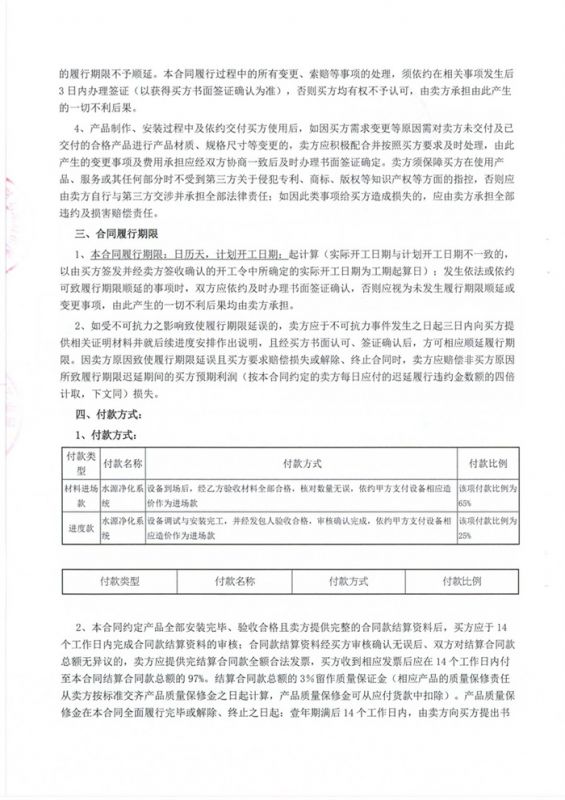 的履行期限不予顺延。本合同履行过程中的所有变更、索赔等事项的处理，须依约在相关事项发生后
3 日内办理签证（以获得买方书面签证确认为准），否则买方均有权不予认可，由卖方承担由此产生
的一切不利后果。
4、产品制作、安装过程中及依约交付买方使用后，如因买方需求变更等原因需对卖方未交付及已
交付的合格产品进行产品材质、规格尺寸等变更的，卖方应积极配合并按照买方要求及时处理，由此
产生的变更事项及费用承担应经双方协商一致后及时办理书面签证确定。卖方须保障买方在使用产
品、服务或其任何部分时不受到第三方关于侵犯专利、商标、版权等知识产权等方面的指控，否则应
由卖方自行与第三方交涉并承担全部法律责任；如因此类事项给买方造成损失的，应由卖方承担全部
违约及损害赔偿责任。
三、合同履行期限
1、本合同履行期限：日历天，计划开工日期：起计算（实际开工日期与计划开工日期不一致的，
以由买方签发并经卖方签收确认的开工令中所确定的实际开工日期为工期起算日）；发生依法或依约
可致履行期限顺延的事项时，双方应依约及时办理书面签证确认，否则应视为未发生履行期限顺延或
变更事项，由此产生的一切不利后果均由卖方承担。
2、如受不可抗力之影响致使履行期限延误的，卖方应于不可抗力事件发生之日起三日内向买方提
供相关证明材料并就后续进度安排作出说明，且经买方书面认可、签证确认后，方可相应顺延履行期
限。因卖方原因致使履行期限延误且买方要求赔偿损失或解除、终止合同时，卖方应赔偿非买方原因
所致履行期限迟延期间的买方预期利润（按本合同约定的卖方每日应付的迟延履行违约金数额的四倍
计取，下文同）损失。
四、付款方式：
1、付款方式：
付款类型 付款名称 付款方式 付款比例
材料进场款 水源净化系统 设备到场后，经乙方验收材料全部合格，核对数量无误，依约甲方支付设备相应造价作为进场款 该项付款比例为65%
进度款 水源净化系统 设备调试与安装完工，并经发包人验收合格，审核确认完成，依约甲方支付设备相应造价作为进场款 该项付款比例为25%
付款类型 付款名称 付款方式 付款比例
2、本合同约定产品全部安装完毕、验收合格且卖方提供完整的合同款结算资料后，买方应于 14
个工作日内完成合同款结算资料的审核；合同款结算资料经买方审核确认无误后、双方对结算合同款
总额无异议的，卖方应提供完结算合同款全额合法发票，买方收到相应发票后应在 14 个工作日内付
至本合同结算合同款总额的 97%。结算合同款总额的 3%留作质量保证金（相应产品的质量保修责任
从卖方按标准交齐产品质量保修金之日起计算，产品质量保修金可从应付货款中扣除）。产品质量保
修金在本合同全面履行完毕或解除、终止之日起：壹年期满后 14 个工作日内，由卖方向买方提出书